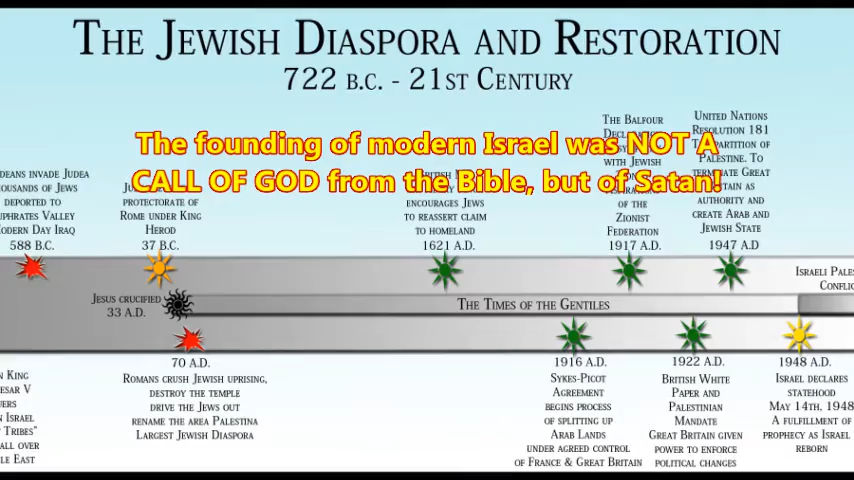 THE JEWISH DIASPORA AND RESTORATION
722 B.C. - 21ST CENTURY
The founding of modern Israel was NOT A
CALL OF GOD from the Bible, but of Satan!
DEANS INVADE JUDEA
OUSANDS OF JEWS
DEPORTED TO
UPHRATES VALLEY
ODERN DAY IRAQ
588 B.C.
PROTECTORATE OF
ROME UNDER KING
HEROD
37 B.C.
ENCOURAGES JEWS
TO REASSERT CLAIM
TO HOMELAND
1621 A.D.
THE BALFOUR
WITH JEWISH
OF THE
ZIONIST
FEDERATION
1917 A.D.
UNITED NATIONS
RESOLUTION 181
PARTITION OF
PALESTINE. TO
GREAT
AS
AUTHORITY AND
CREATE ARAB AND
JEWISH STATE
1947 A.D
ISRAELI PALES
CONFLIC
JESUS CRUCIFIED
33 A.D.
THE TIMES OF THE GENTILES
N KING
ESAR V
UERS
N ISRAEL
TRIBES"
ALL OVER
LE EAST
70 A.D.
ROMANS CRUSH JEWISH UPRISING,
DESTROY THE TEMPLE
DRIVE THE JEWS OUT
RENAME THE AREA PALESTINA
LARGEST JEWISH DIASPORA
1916 A.D.
SYKES-PICOT
AGREEMENT
BEGINS PROCESS
OF SPLITTING UP
ARAB LANDS
UNDER AGREED CONTROL
OF FRANCE & GREAT BRITAIN
1922 A.D.
BRITISH WHITE
PAPER AND
PALESTINIAN
MANDATE
GREAT BRITAIN GIVEN
POWER TO ENFORCE
POLITICAL CHANGES
1948 A.D.
ISRAEL DECLARES
STATEHOOD
MAY 14TH, 1948
A FULFILLMENT OF
PROPHECY AS ISRAEL
REBORN